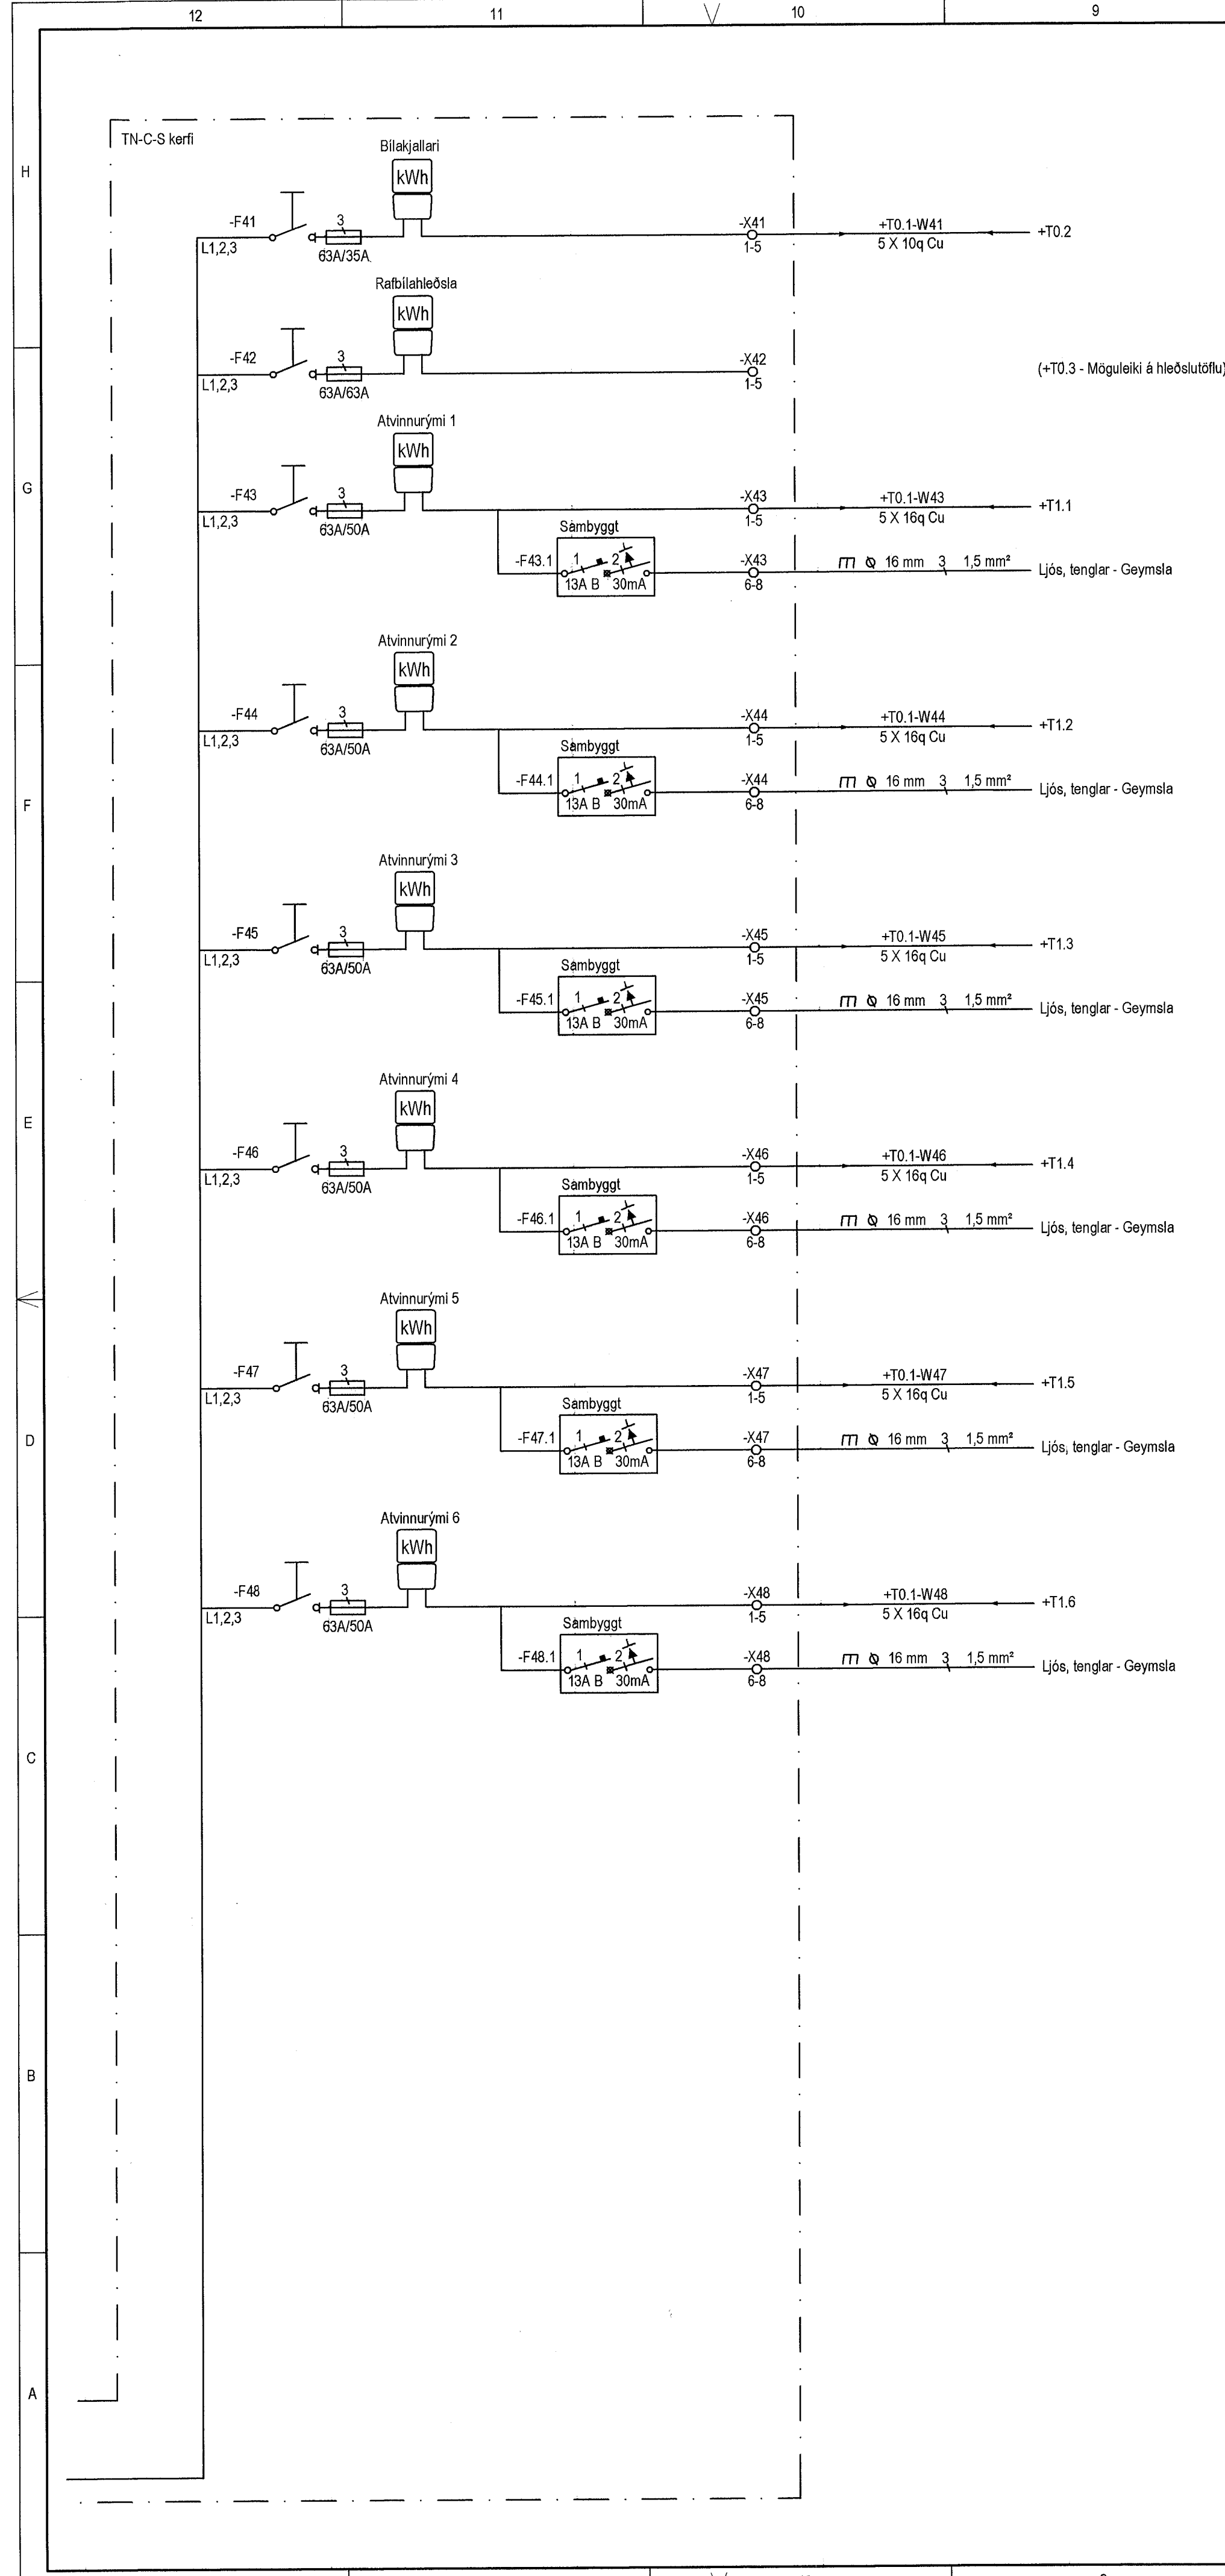 12 11 10 9
TN-C-S kerfi
H
Bílakjallari
kWh
-F41
L1,2,3
3
63A/35A
-X41
1-5
+T0.1-W41
5 X 10q Cu
+T0.2
Rafbílahleðsla
kWh
-F42
L1,2,3
3
63A/63A
-X42
1-5
(+T0.3 - Möguleiki á hleðslutöflu)
Atvinnurými 1
kWh
G
-F43
L1,2,3
3
63A/50A
-X43
1-5
+T0.1-W43
5 X 16q Cu
+T1.1
Sambyggt
-F43.1
1 2
13A B 30mA
-X43
6-8
16 mm 3 1,5 mm²
Ljós, tenglar - Geymsla
Atvinnurými 2
kWh
-F44
L1,2,3
3
63A/50A
-X44
1-5
+T0.1-W44
5 X 16q Cu
+T1.2
Sambyggt
-F44.1
1 2
13A B 30mA
-X44
6-8
16 mm 3 1,5 mm²
Ljós, tenglar - Geymsla
F
Atvinnurými 3
kWh
-F45
L1,2,3
3
63A/50A
-X45
1-5
+T0.1-W45
5 X 16q Cu
+T1.3
Sambyggt
-F45.1
1 2
13A B 30mA
-X45
6-8
16 mm 3 1,5 mm²
Ljós, tenglar - Geymsla
Atvinnurými 4
kWh
E
-F46
L1,2,3
3
63A/50A
-X46
1-5
+T0.1-W46
5 X 16q Cu
+T1.4
Sambyggt
-F46.1
1 2
13A B 30mA
-X46
6-8
16 mm 3 1,5 mm²
Ljós, tenglar - Geymsla
Atvinnurými 5
kWh
-F47
L1,2,3
3
63A/50A
-X47
1-5
+T0.1-W47
5 X 16q Cu
+T1.5
Sambyggt
D
-F47.1
1 2
13A B 30mA
-X47
6-8
16 mm 3 1,5 mm²
Ljós, tenglar - Geymsla
Atvinnurými 6
kWh
-F48
L1,2,3
3
63A/50A
-X48
1-5
+T0.1-W48
5 X 16q Cu
+T1.6
Sambyggt
-F48.1
1 2
13A B 30mA
-X48
6-8
16 mm 3 1,5 mm²
Ljós, tenglar - Geymsla
C
B
A